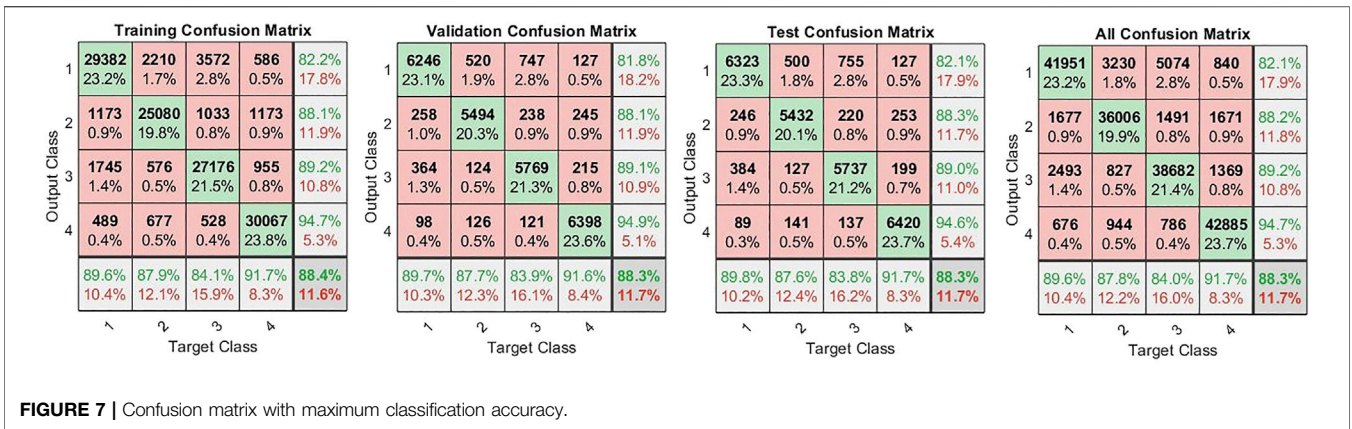 Training Confusion Matrix
Output Class
1
29382 2210 3572 586 82.2%
23.2% 1.7% 2.8% 0.5% 17.8%
2
1173 25080 1033 1173 88.1%
0.9% 19.8% 0.8% 0.9% 11.9%
3
1745 576 27176 955 89.2%
1.4% 0.5% 21.5% 0.8% 10.8%
4
489 677 528 30067 94.7%
0.4% 0.5% 0.4% 23.8% 5.3%
89.6% 87.9% 84.1% 91.7% 88.4%
10.4% 12.1% 15.9% 8.3% 11.6%
1 2 3 4
Target Class
Validation Confusion Matrix
Output Class
1
6246 520 747 127 81.8%
23.1% 1.9% 2.8% 0.5% 18.2%
2
258 5494 238 245 88.1%
1.0% 20.3% 0.9% 0.9% 11.9%
3
364 124 5769 215 89.1%
1.3% 0.5% 21.3% 0.8% 10.9%
4
98 126 121 6398 94.9%
0.4% 0.5% 0.4% 23.6% 5.1%
89.7% 87.7% 83.9% 91.6% 88.3%
10.3% 12.3% 16.1% 8.4% 11.7%
1 2 3 4
Target Class
Test Confusion Matrix
Output Class
1
6323 500 755 127 82.1%
23.3% 1.8% 2.8% 0.5% 17.9%
2
246 5432 220 253 88.3%
0.9% 20.1% 0.8% 0.9% 11.7%
3
384 127 5737 199 89.0%
1.4% 0.5% 21.2% 0.7% 11.0%
4
89 141 137 6420 94.6%
0.3% 0.5% 0.5% 23.7% 5.4%
89.8% 87.6% 83.8% 91.7% 88.3%
10.2% 12.4% 16.2% 8.3% 11.7%
1 2 3 4
Target Class
All Confusion Matrix
Output Class
1
41951 3230 5074 840 82.1%
23.2% 1.8% 2.8% 0.5% 17.9%
2
1677 36006 1491 1671 88.2%
0.9% 19.9% 0.8% 0.9% 11.8%
3
2493 827 38682 1369 89.2%
1.4% 0.5% 21.4% 0.8% 10.8%
4
676 944 786 42885 94.7%
0.4% 0.5% 0.4% 23.7% 5.3%
89.6% 87.8% 84.0% 91.7% 88.3%
10.4% 12.2% 16.0% 8.3% 11.7%
1 2 3 4
Target Class
FIGURE 7 | Confusion matrix with maximum classification accuracy.